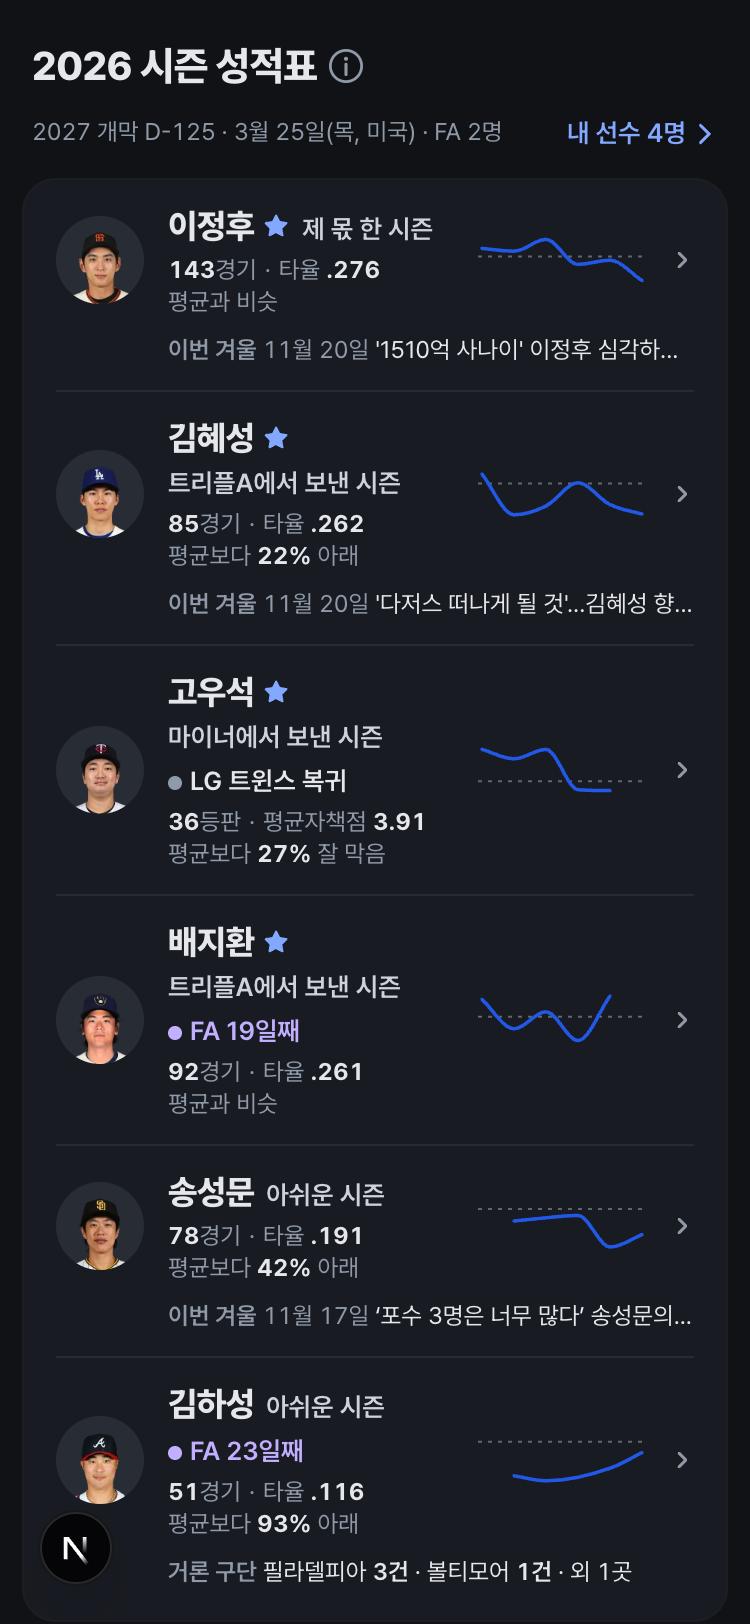 2026 시즌 성적표
2027 개막 D-125 · 3월 25일(목, 미국) · FA 2명
내 선수 4명
이정후 제 몫 한 시즌
143경기 · 타율 .276
평균과 비슷
이번 겨울 11월 20일 '1510억 사나이' 이정후 심각하...
김혜성
트리플A에서 보낸 시즌
85경기 · 타율 .262
평균보다 22% 아래
이번 겨울 11월 20일 '다저스 떠나게 될 것'...김혜성 향...
고우석
마이너에서 보낸 시즌
LG 트윈스 복귀
36등판 · 평균자책점 3.91
평균보다 27% 잘 막음
배지환
트리플A에서 보낸 시즌
FA 19일째
92경기 · 타율 .261
평균과 비슷
송성문 아쉬운 시즌
78경기 · 타율 .191
평균보다 42% 아래
이번 겨울 11월 17일 ‘포수 3명은 너무 많다’ 송성문의...
김하성 아쉬운 시즌
FA 23일째
51경기 · 타율 .116
평균보다 93% 아래
거론 구단 필라델피아 3건 · 볼티모어 1건 · 외 1곳
N